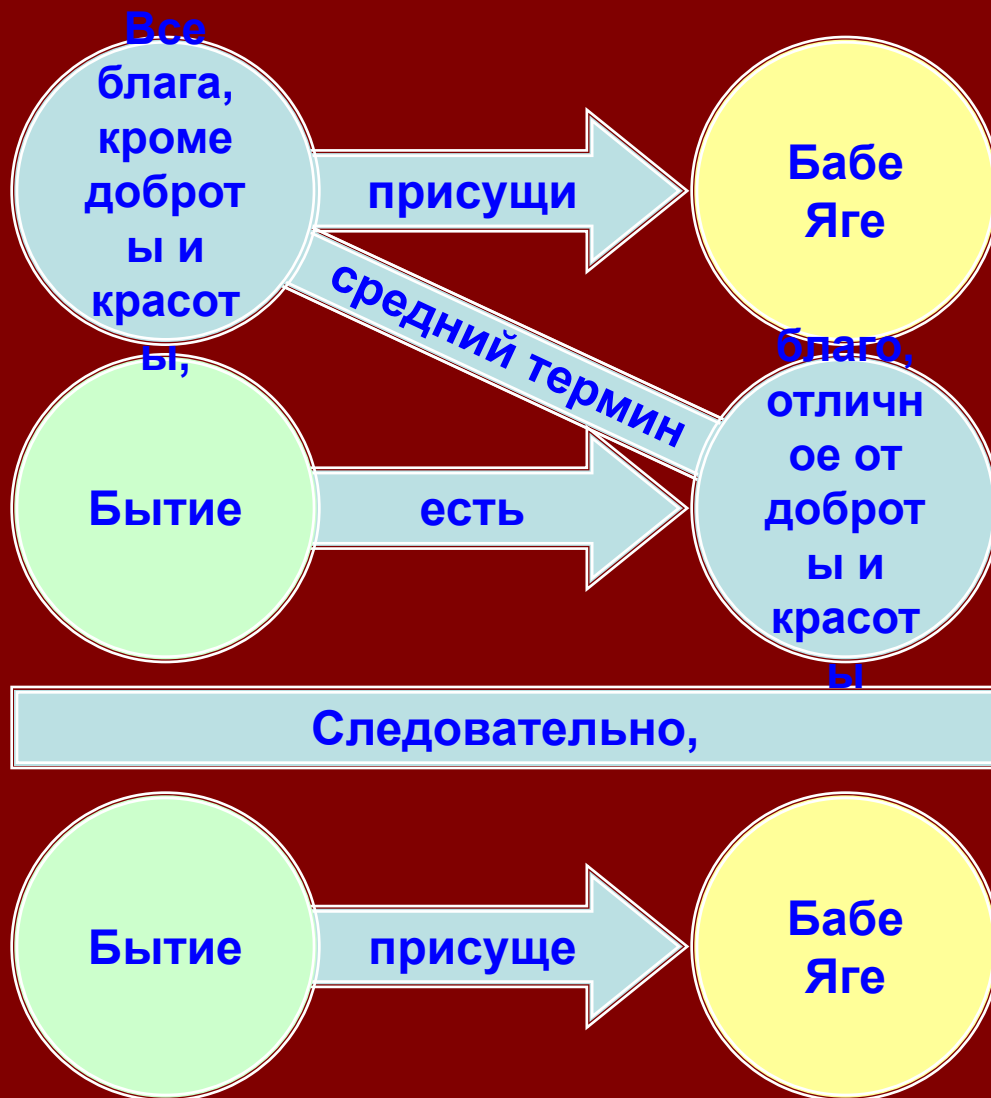 Все
блага,
кроме
доброт
ы и
красот
ы,
присущи
Бабе
Яге
средний термин
Бытие
есть
благо,
отличн
ое от
доброт
ы и
красот
ы
Следовательно,
Бытие
присуще
Бабе
Яге